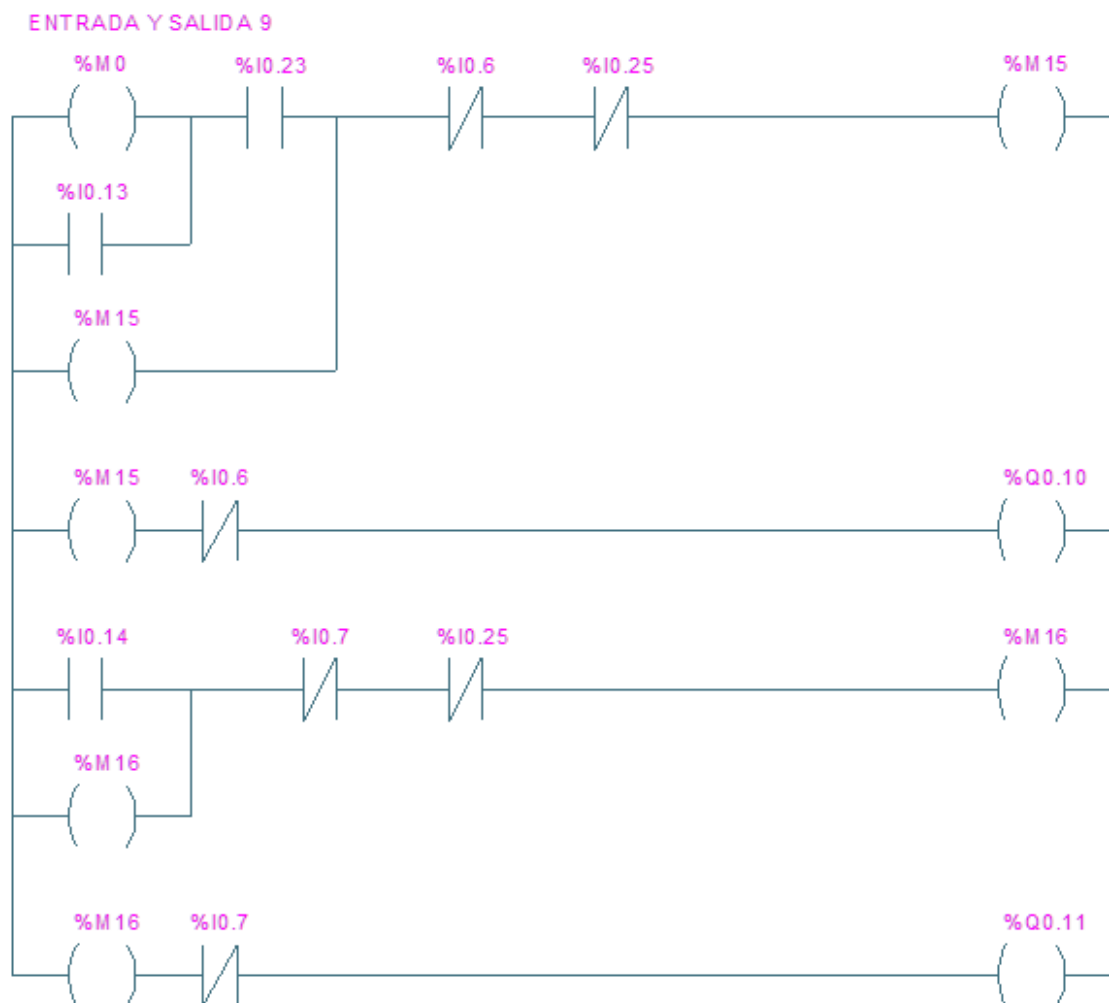 ENTRADA Y SALIDA 9
%M0 %I0.23 %I0.6 %I0.25 %M15
%I0.13
%M15
%M15 %I0.6 %Q0.10
%I0.14 %I0.7 %I0.25 %M16
%M16
%M16 %I0.7 %Q0.11